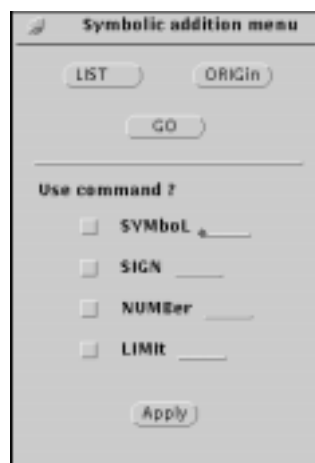 Symbolic addition menu
LIST ORIGin
GO
Use command ?
SYMboL
SIGN
NUMBer
LIMIt
Apply